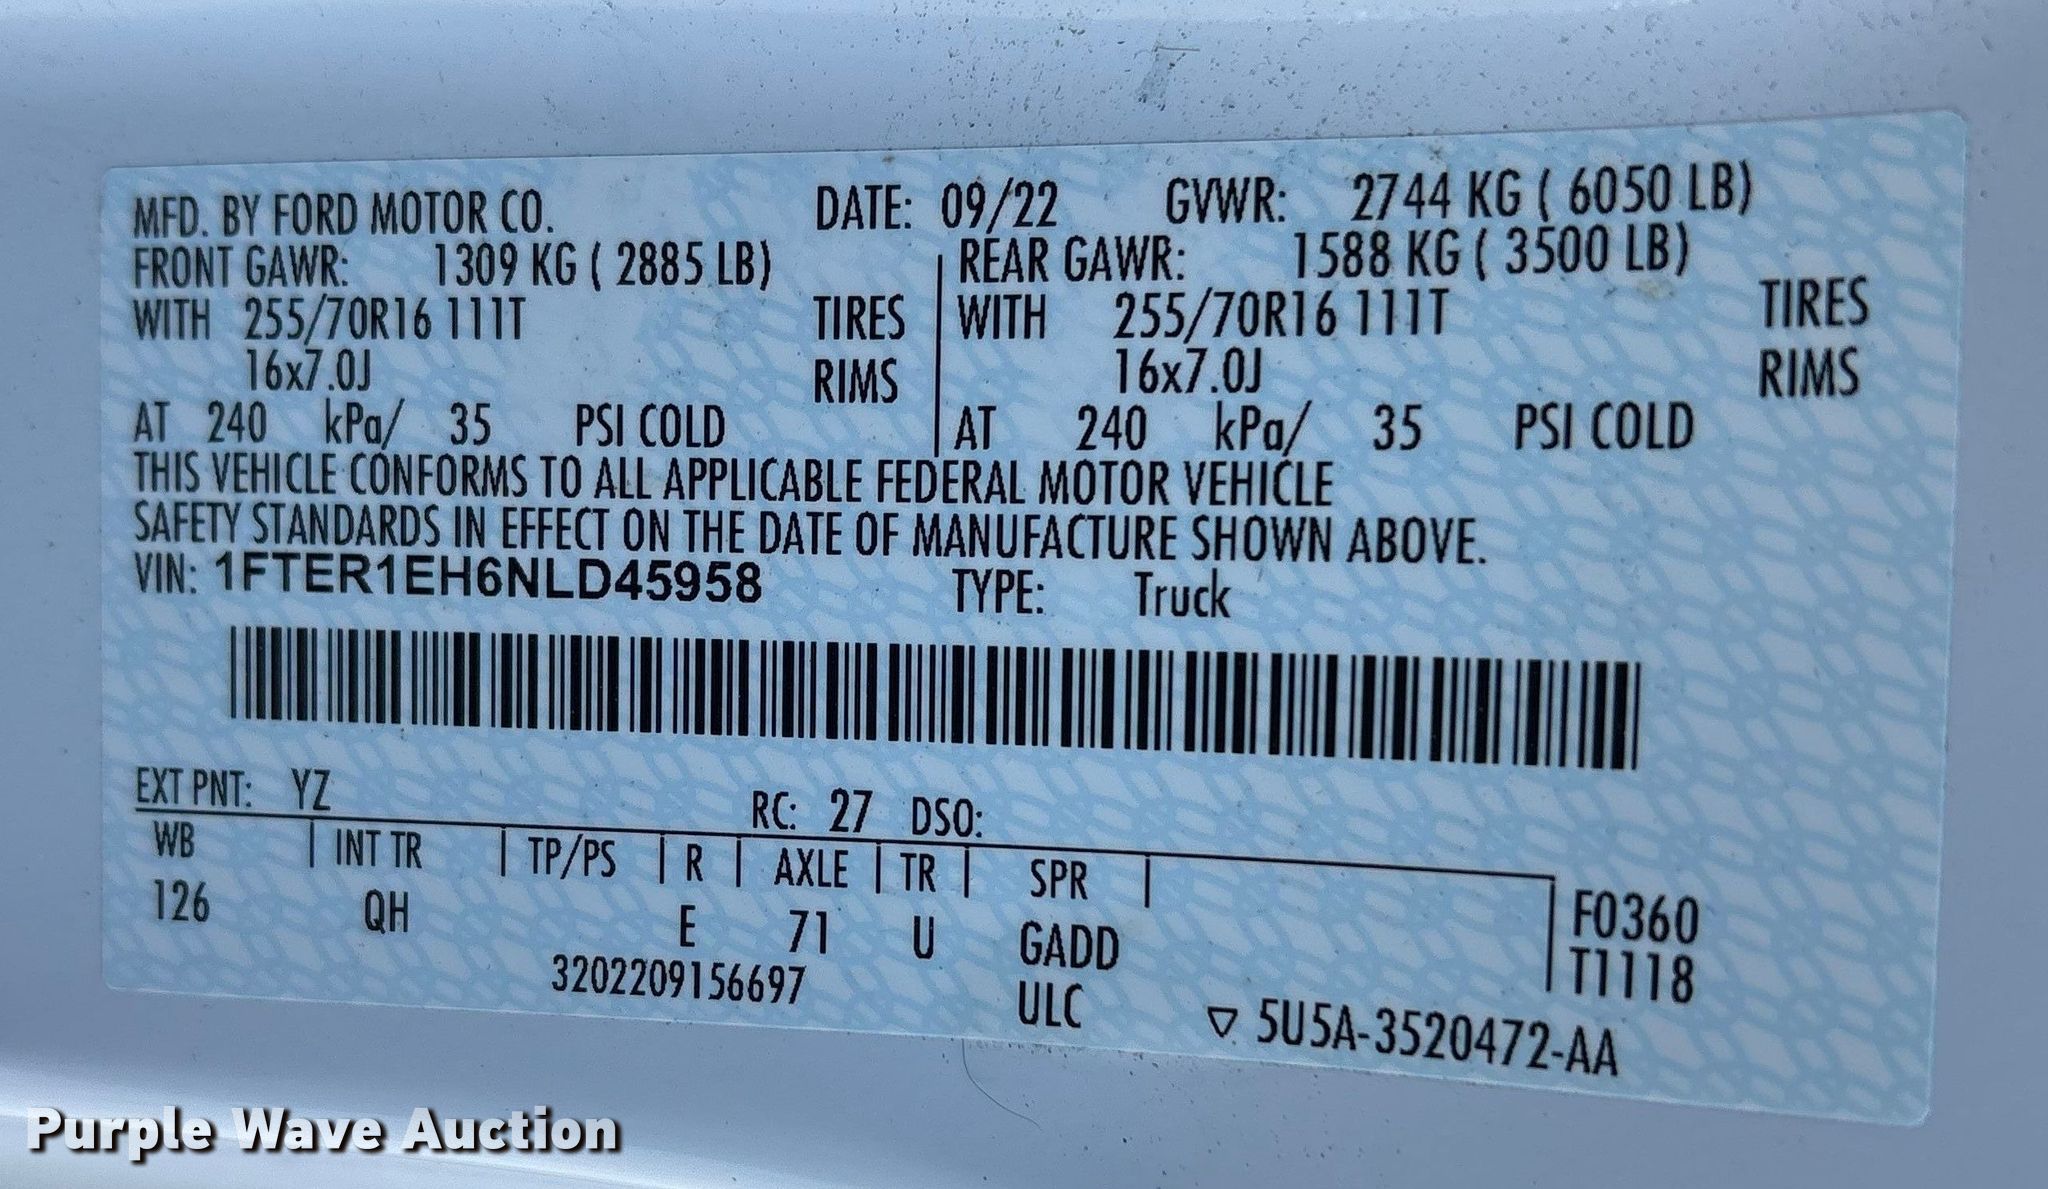 MFD. BY FORD MOTOR CO. DATE: 09/22 GVWR: 2744 KG ( 6050 LB)
FRONT GAWR: 1309 KG ( 2885 LB) REAR GAWR: 1588 KG ( 3500 LB)
WITH 255/70R16 111T TIRES WITH 255/70R16 111T TIRES
16x7.0J RIMS 16x7.0J RIMS
AT 240 kPa/ 35 PSI COLD AT 240 kPa/ 35 PSI COLD
THIS VEHICLE CONFORMS TO ALL APPLICABLE FEDERAL MOTOR VEHICLE
SAFETY STANDARDS IN EFFECT ON THE DATE OF MANUFACTURE SHOWN ABOVE.
VIN: 1FTER1EH6NLD45958 TYPE: Truck
EXT PNT: YZ RC: 27 DSO:
WB | INT TR | TP/PS | R | AXLE | TR | SPR |
126 QH E 71 U GADD F0360
3202209156697 ULC T1118
▽ 5U5A-3520472-AA
Purple Wave Auction